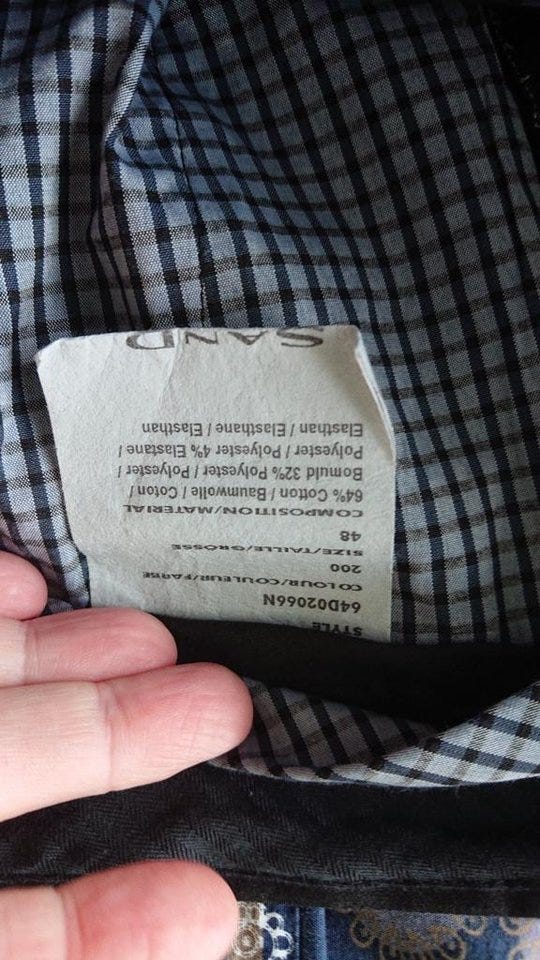 STYLE
64D02066N
COLOUR/COULEUR/FARBE
200
SIZE/TAILLE/GRÖSSE
48
COMPOSITION/MATERIAL
64% Cotton / Baumwolle / Coton /
Bomuld 32% Polyester / Polyester /
Polyester / Polyester 4% Elastane /
Elasthan / Elasthane / Elasthan
SAND